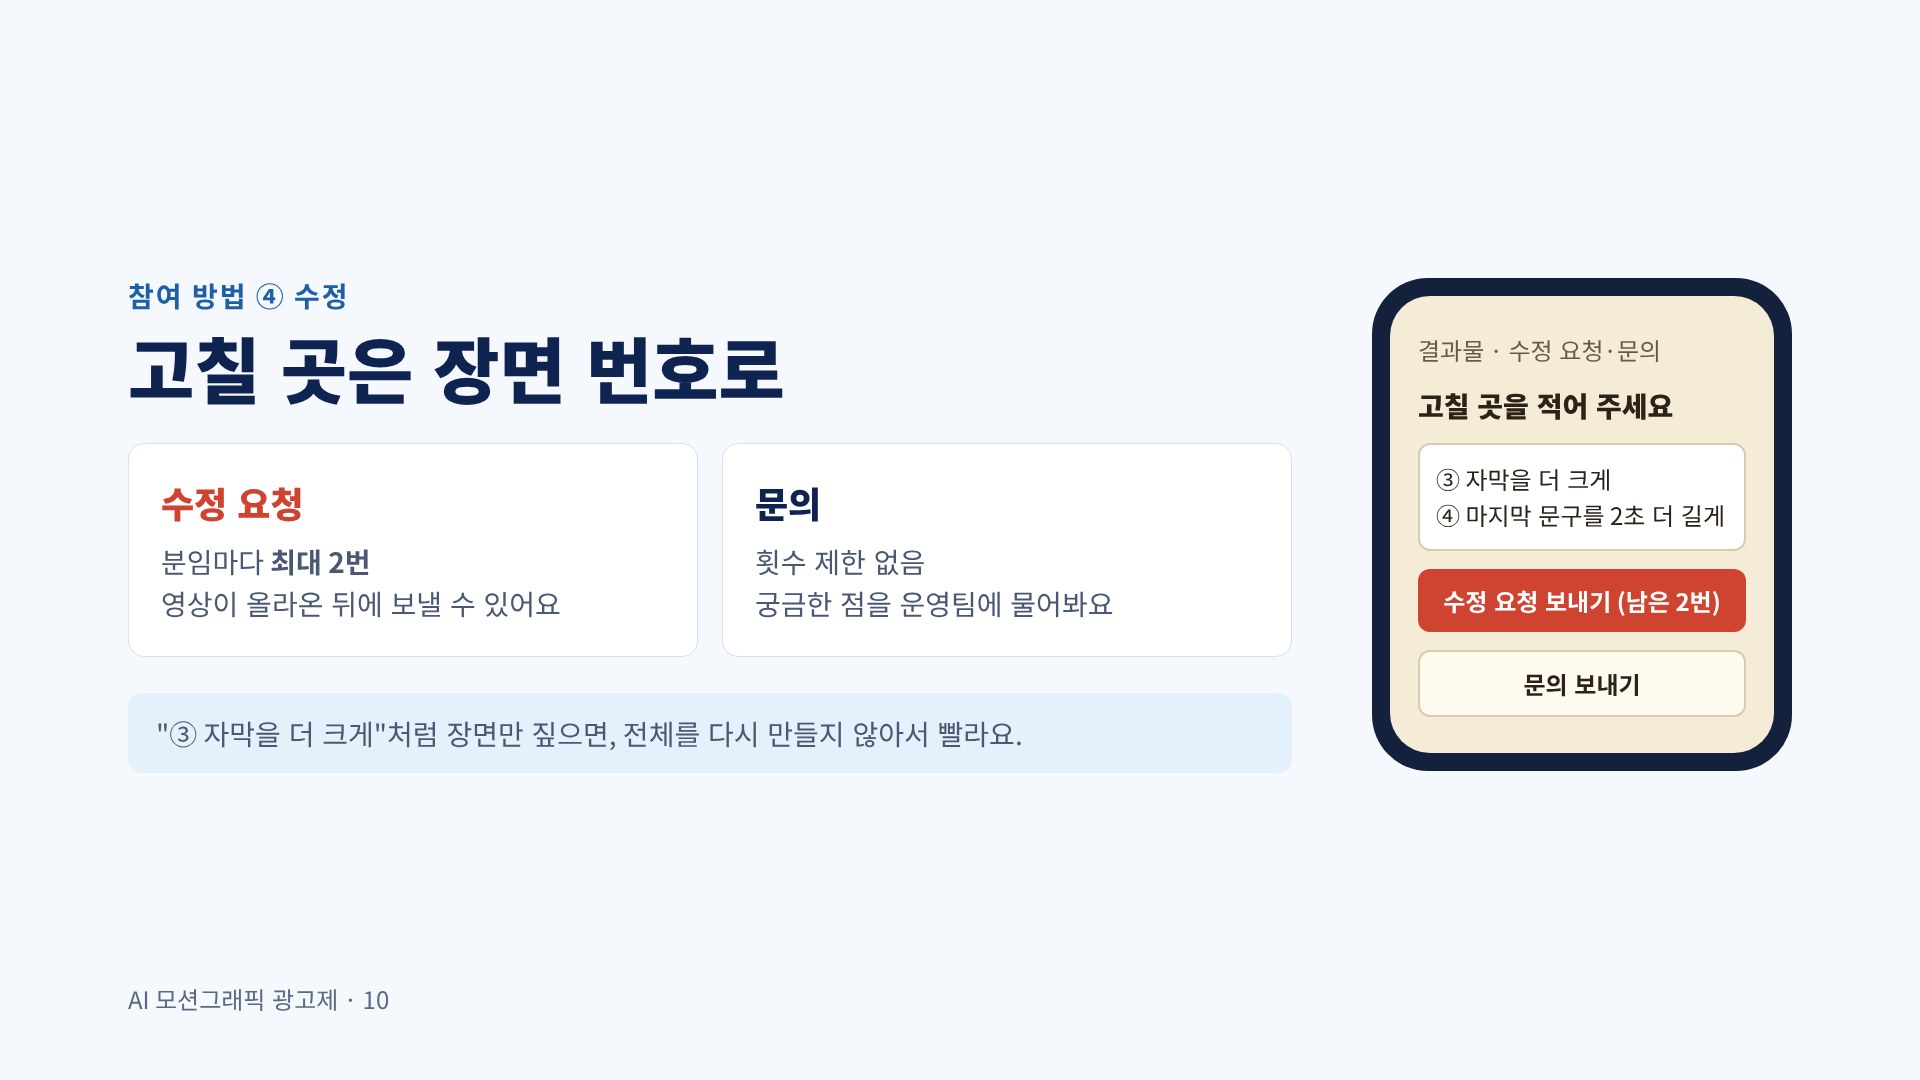 참여 방법 ④ 수정
고칠 곳은 장면 번호로
수정 요청
분임마다 최대 2번
영상이 올라온 뒤에 보낼 수 있어요
문의
횟수 제한 없음
궁금한 점을 운영팀에 물어봐요
"③ 자막을 더 크게"처럼 장면만 짚으면, 전체를 다시 만들지 않아서 빨라요.
결과물 · 수정 요청·문의
고칠 곳을 적어 주세요
③ 자막을 더 크게
④ 마지막 문구를 2초 더 길게
수정 요청 보내기 (남은 2번)
문의 보내기
AI 모션그래픽 광고제 · 10